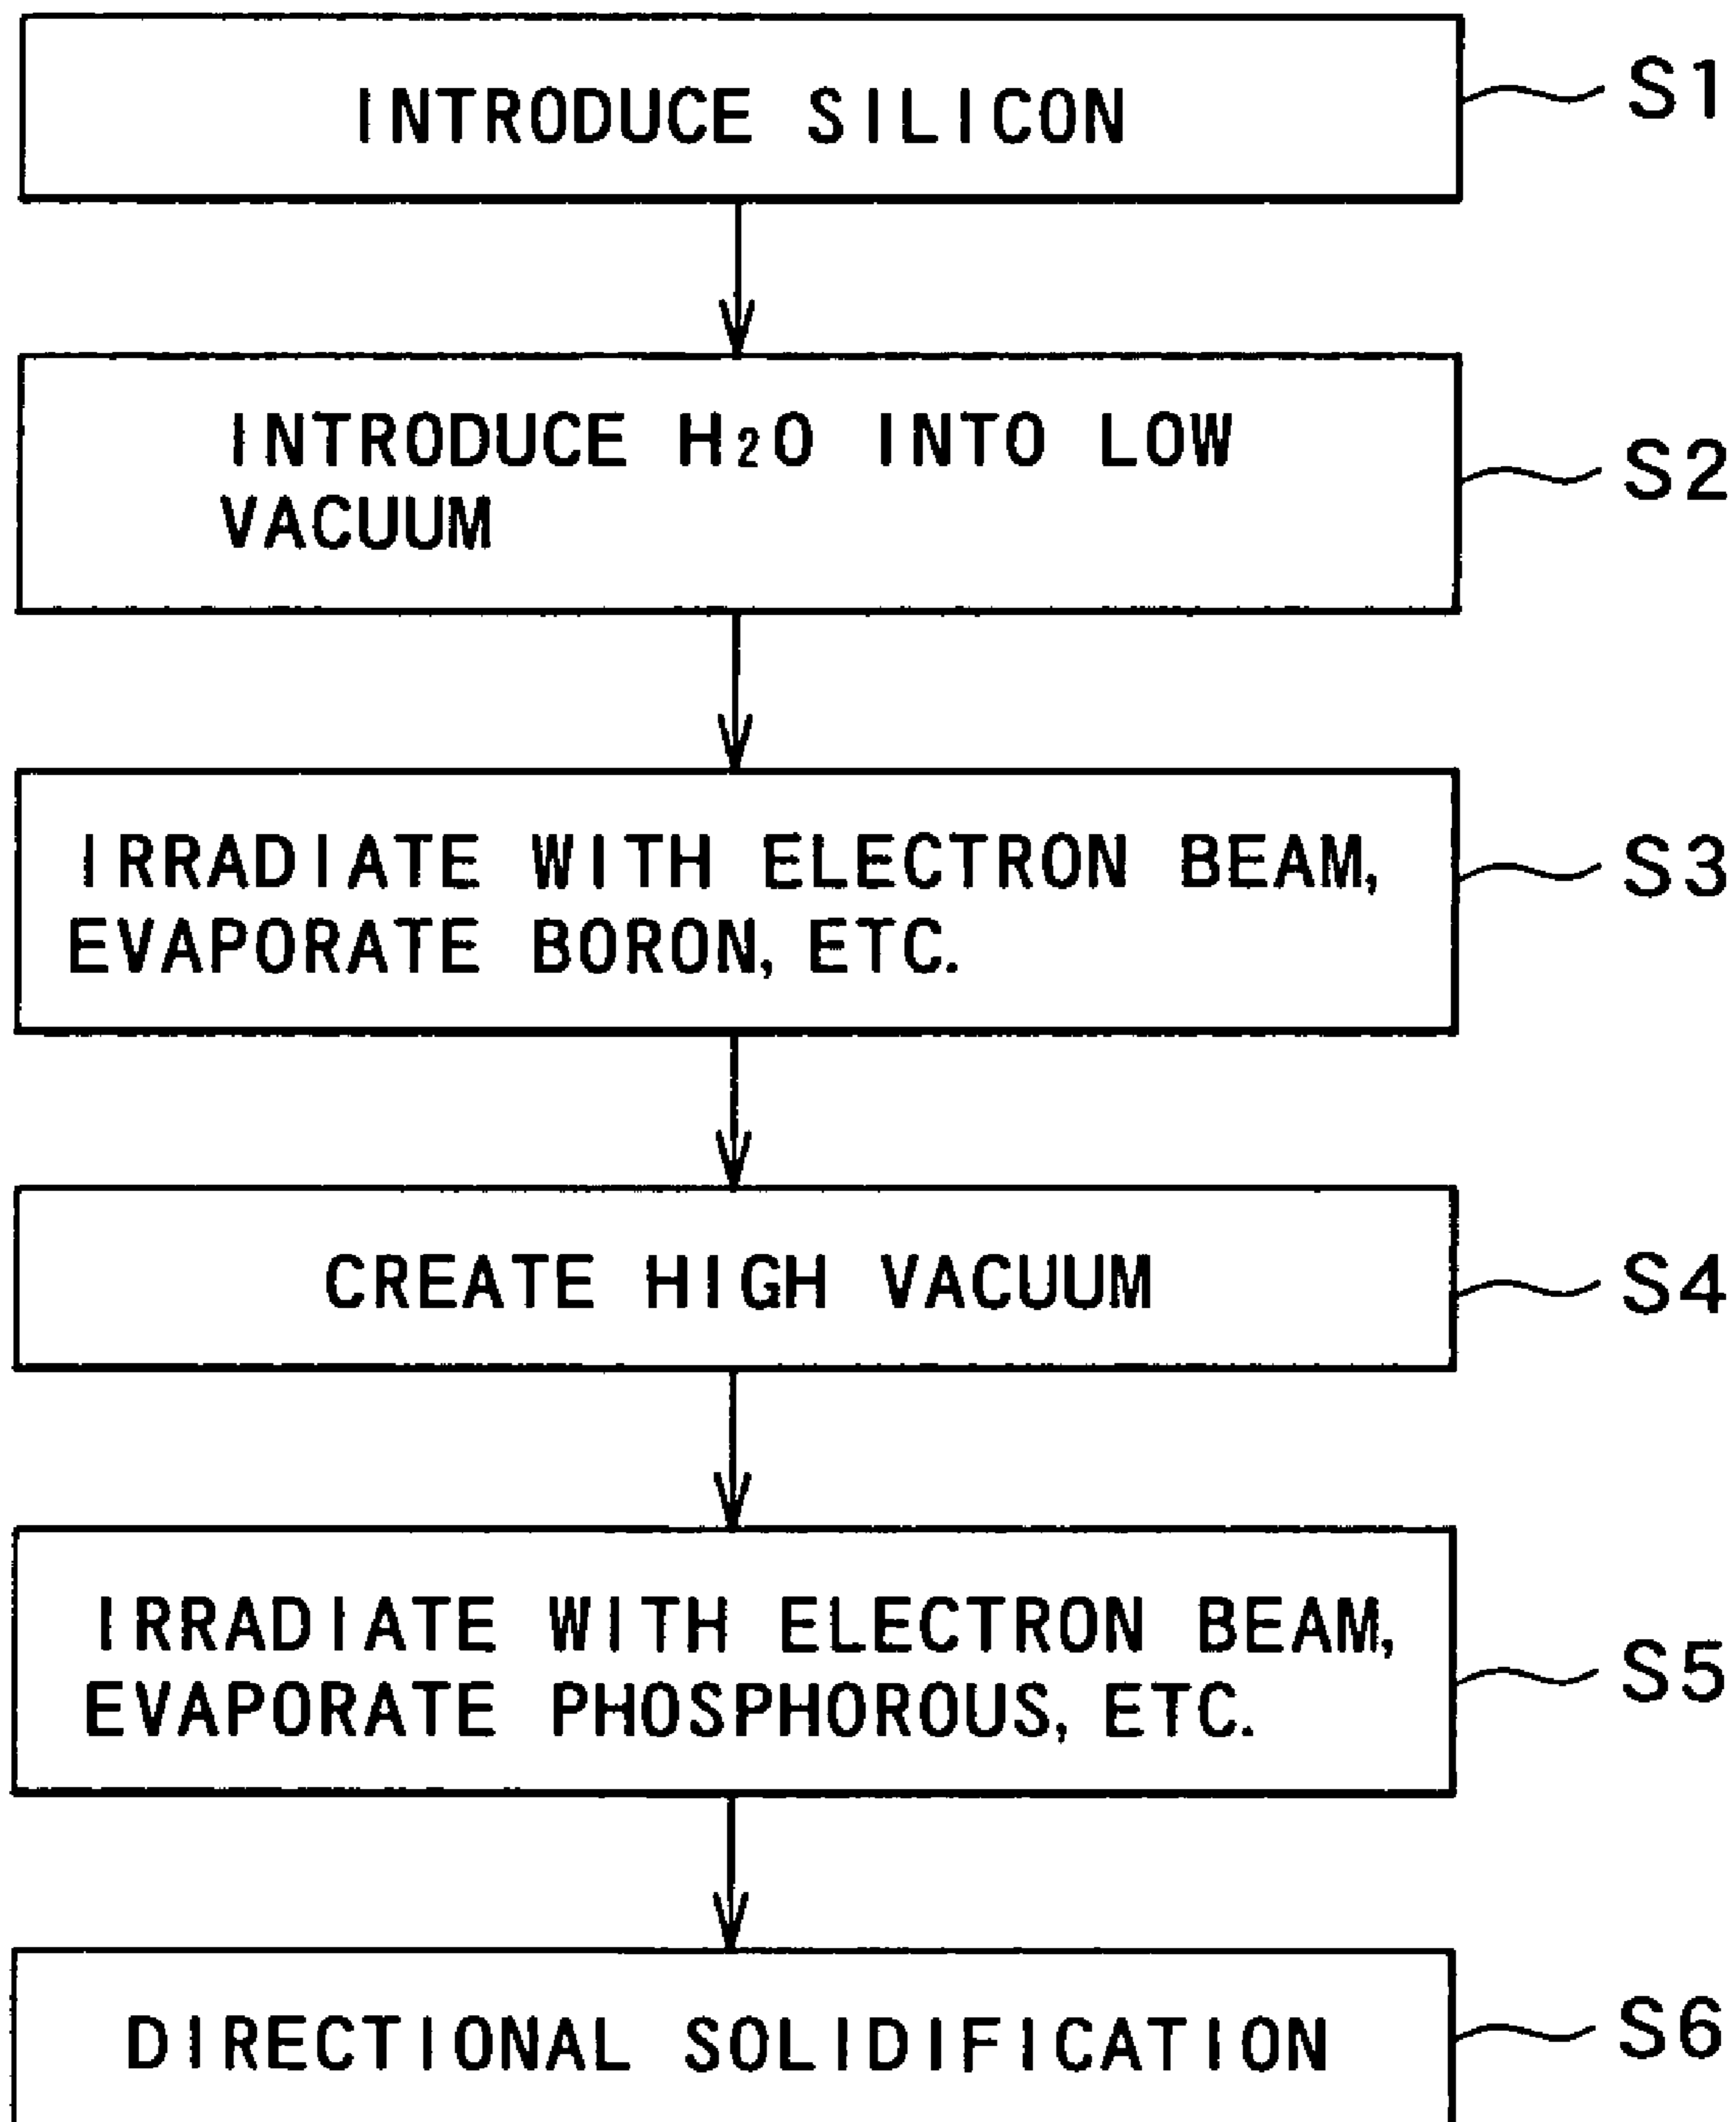 INTRODUCE SILICON
S1
INTRODUCE H₂O INTO LOW
VACUUM
S2
IRRADIATE WITH ELECTRON BEAM,
EVAPORATE BORON, ETC.
S3
CREATE HIGH VACUUM
S4
IRRADIATE WITH ELECTRON BEAM,
EVAPORATE PHOSPHOROUS, ETC.
S5
DIRECTIONAL SOLIDIFICATION
S6